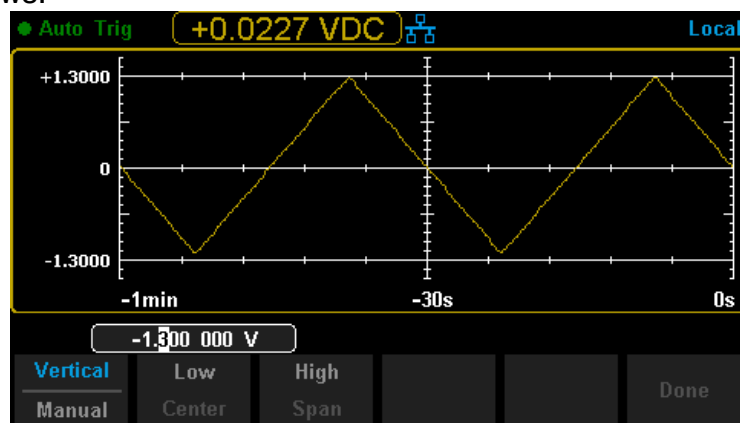 Auto Trig +0.0227 VDC Local
+1.3000
0
-1.3000
-1min -30s 0s
-1.300 000 V
Vertical Low High
Manual Center Span Done